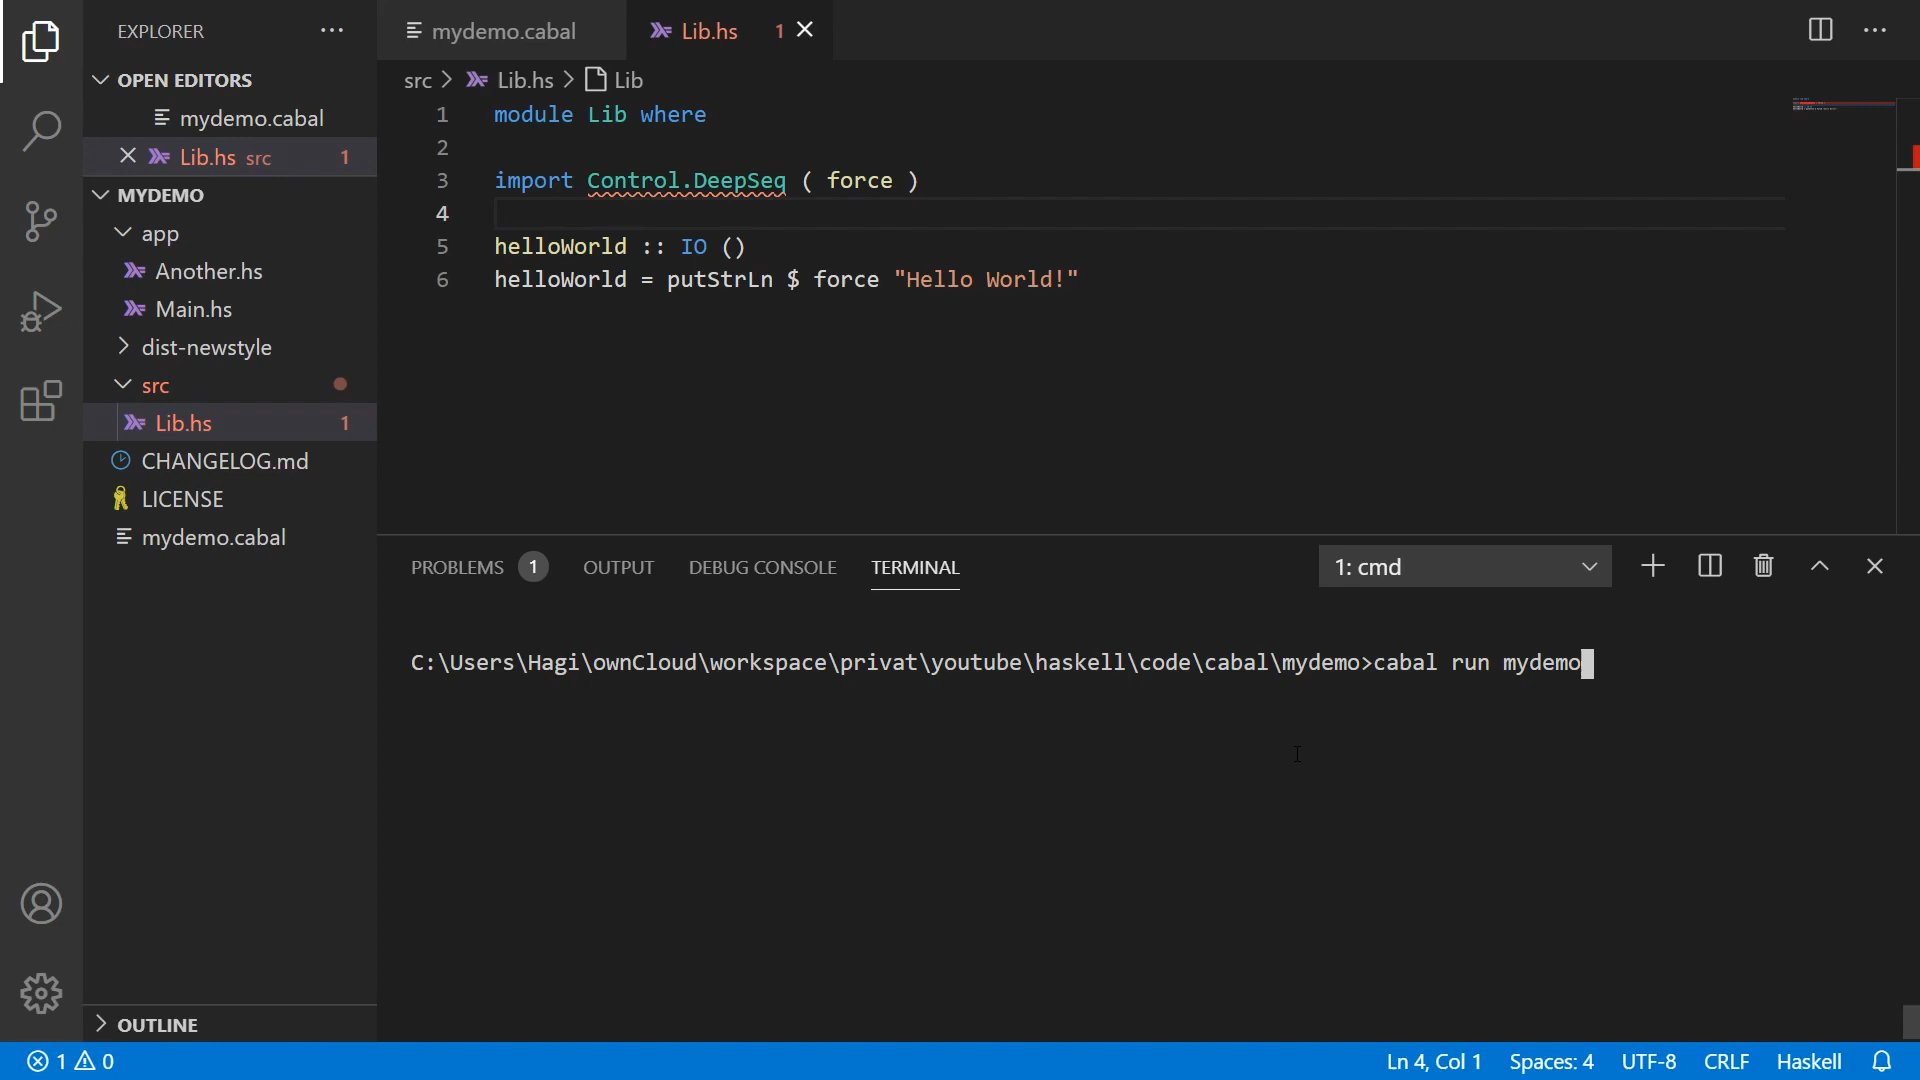 EXPLORER
OPEN EDITORS
mydemo.cabal
Lib.hs src 1
MYDEMO
app
Another.hs
Main.hs
dist-newstyle
src
Lib.hs 1
CHANGELOG.md
LICENSE
mydemo.cabal
OUTLINE
mydemo.cabal
Lib.hs 1
src > Lib.hs > Lib
1 module Lib where
2
3 import Control.DeepSeq ( force )
4
5 helloWorld :: IO ()
6 helloWorld = putStrLn $ force "Hello World!"
PROBLEMS 1 OUTPUT DEBUG CONSOLE TERMINAL 1: cmd
C:\Users\Hagi\ownCloud\workspace\privat\youtube\haskell\code\cabal\mydemo>cabal run mydemo
1 0 Ln 4, Col 1 Spaces: 4 UTF-8 CRLF Haskell